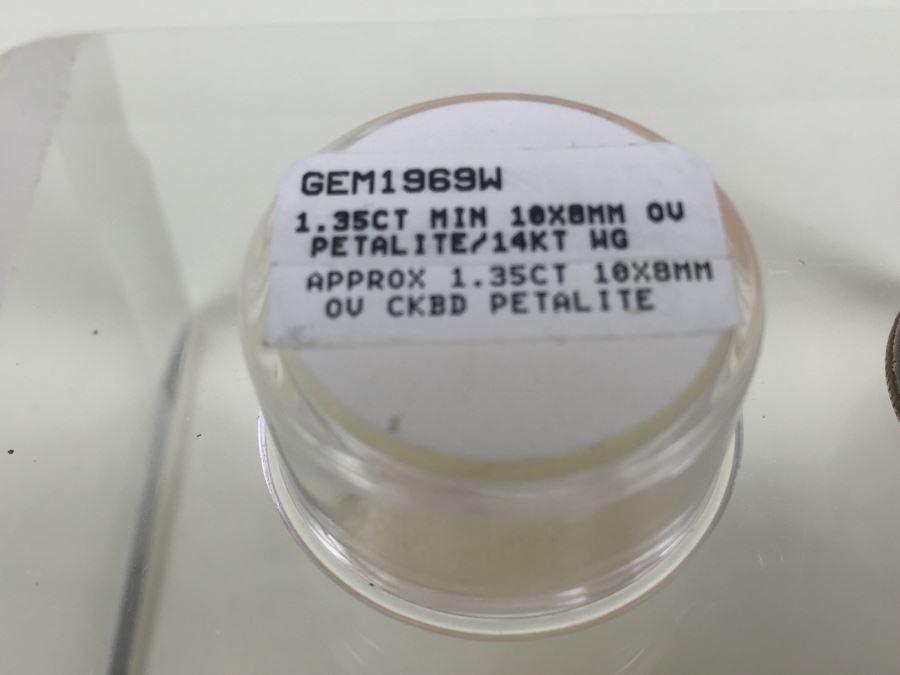 GEM1969W
1.35CT MIN 10X8MM OV
PETALITE/14KT WG
APPROX 1.35CT 10X8MM
OV CKBD PETALITE